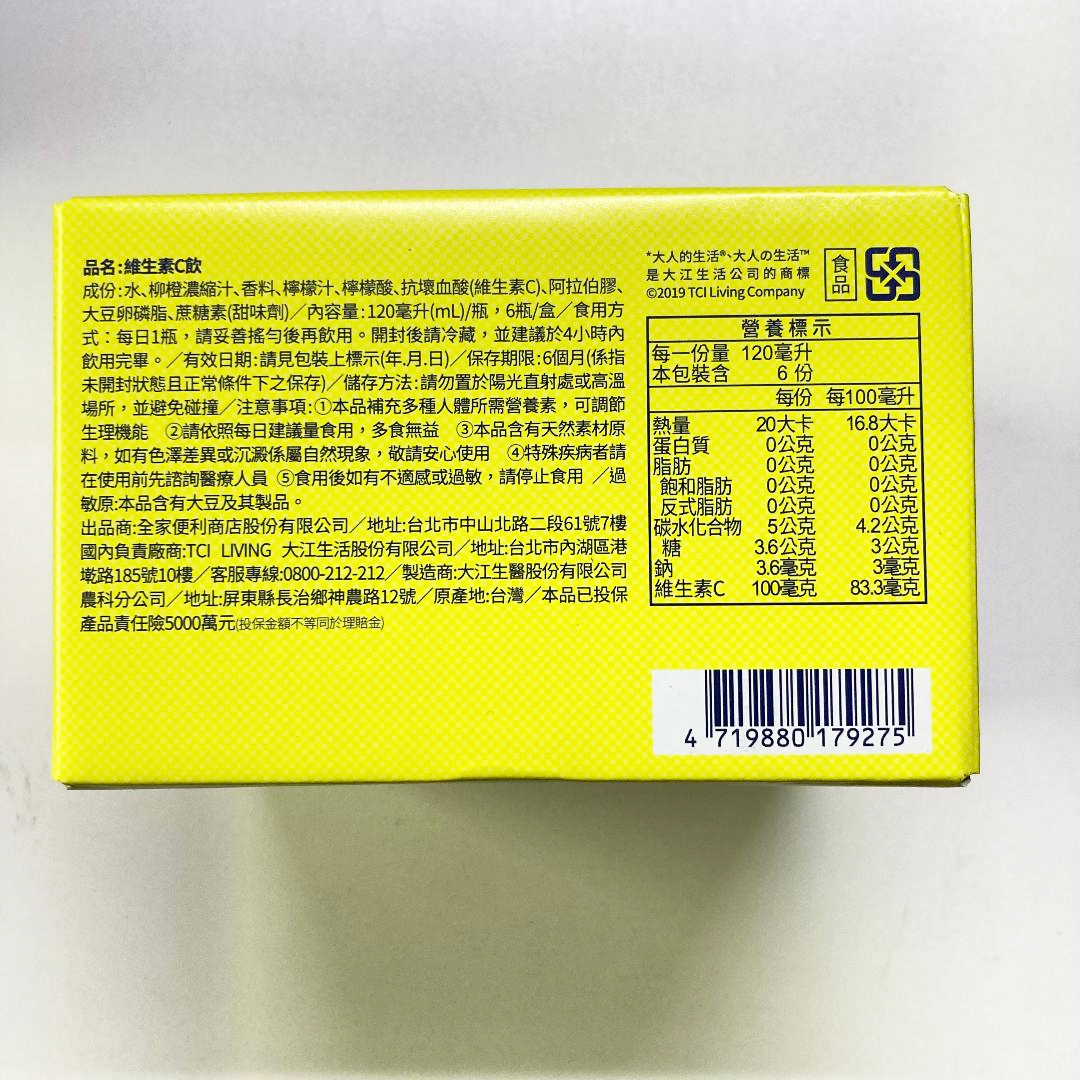 品名:維生素C飲
成份:水、柳橙濃縮汁、香料、檸檬汁、檸檬酸、抗壞血酸(維生素C)、阿拉伯膠、
大豆卵磷脂、蔗糖素(甜味劑)／內容量:120毫升(mL)/瓶，6瓶/盒／食用方
式：每日1瓶，請妥善搖勻後再飲用。開封後請冷藏，並建議於4小時內
飲用完畢。／有效日期:請見包裝上標示(年.月.日)／保存期限:6個月(係指
未開封狀態且正常條件下之保存)／儲存方法:請勿置於陽光直射處或高溫
場所，並避免碰撞／注意事項:①本品補充多種人體所需營養素，可調節
生理機能 ②請依照每日建議量食用，多食無益 ③本品含有天然素材原
料，如有色澤差異或沉澱係屬自然現象，敬請安心使用 ④特殊疾病者請
在使用前先諮詢醫療人員 ⑤食用後如有不適感或過敏，請停止食用 ／過
敏原:本品含有大豆及其製品。
出品商:全家便利商店股份有限公司／地址:台北市中山北路二段61號7樓
國內負責廠商:TCI LIVING 大江生活股份有限公司／地址:台北市內湖區港
墘路185號10樓／客服專線:0800-212-212／製造商:大江生醫股份有限公司
農科分公司／地址:屏東縣長治鄉神農路12號／原產地:台灣／本品已投保
產品責任險5000萬元(投保金額不等同於理賠金)
*大人的生活®、大人の生活™
是大江生活公司的商標
©2019 TCI Living Company
食品
營養標示
每一份量 120毫升
本包裝含 6 份
每份 每100毫升
熱量 20大卡 16.8大卡
蛋白質 0公克 0公克
脂肪 0公克 0公克
飽和脂肪 0公克 0公克
反式脂肪 0公克 0公克
碳水化合物 5公克 4.2公克
糖 3.6公克 3公克
鈉 3.6毫克 3毫克
維生素C 100毫克 83.3毫克
4 719880 179275